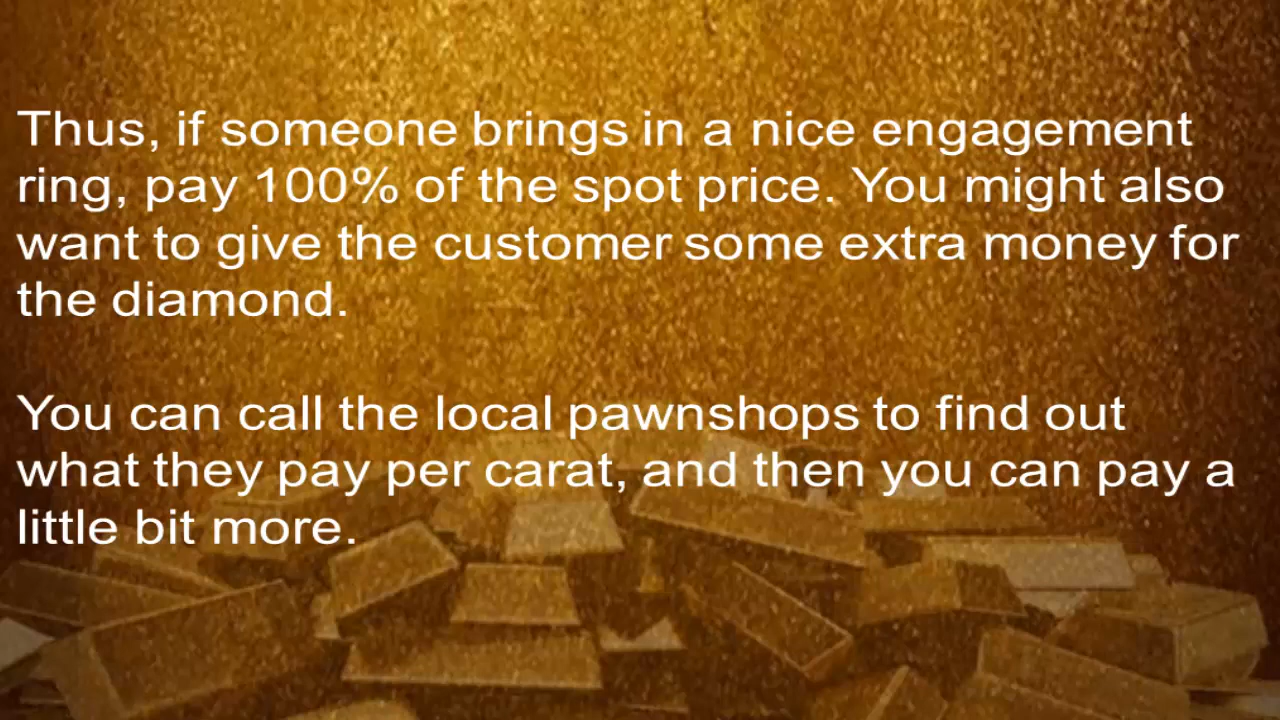 Thus, if someone brings in a nice engagement
ring, pay 100% of the spot price. You might also
want to give the customer some extra money for
the diamond.
You can call the local pawnshops to find out
what they pay per carat, and then you can pay a
little bit more.